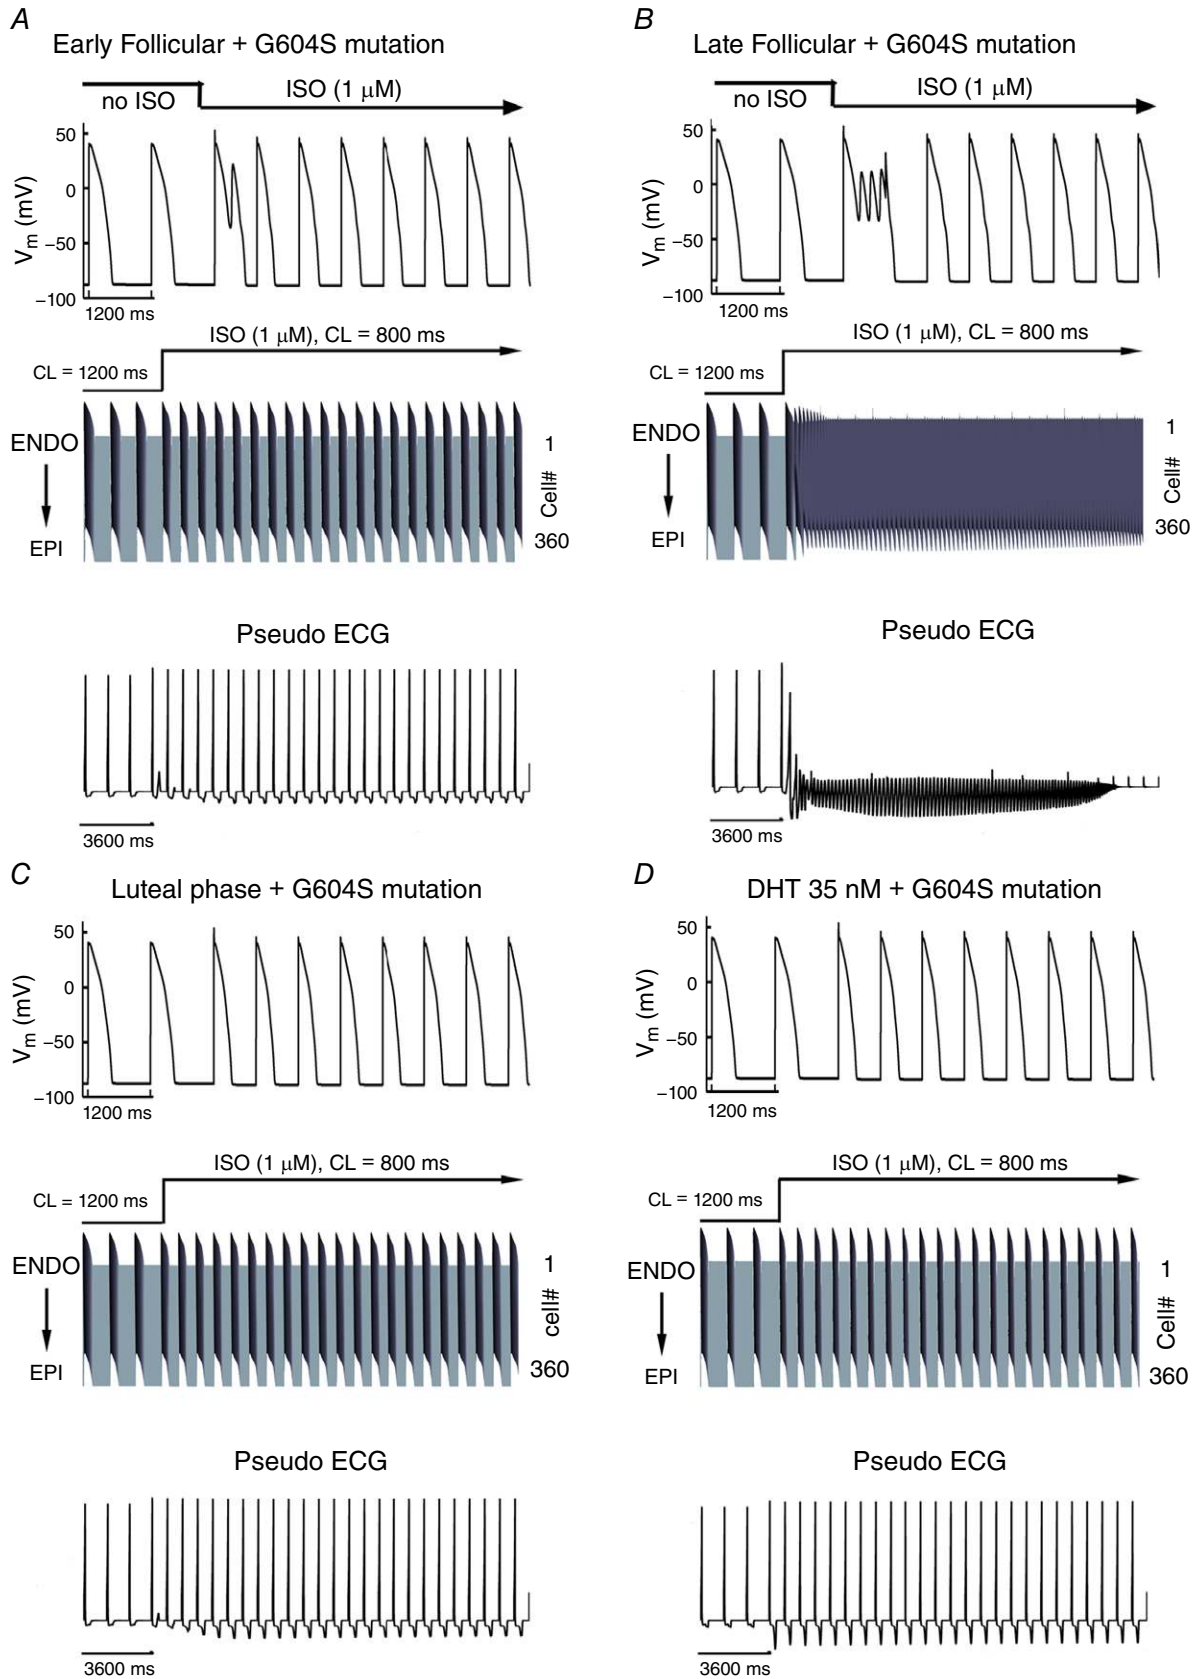 A
Early Follicular + G604S mutation
no ISO
ISO (1 μM)
50
0
−50
−100
Vm (mV)
1200 ms
ISO (1 μM), CL = 800 ms
CL = 1200 ms
ENDO
EPI
1
Cell#
360
Pseudo ECG
3600 ms
B
Late Follicular + G604S mutation
no ISO
ISO (1 μM)
50
0
−50
−100
Vm (mV)
1200 ms
ISO (1 μM), CL = 800 ms
CL = 1200 ms
ENDO
EPI
1
Cell#
360
Pseudo ECG
3600 ms
C
Luteal phase + G604S mutation
50
0
−50
−100
Vm (mV)
1200 ms
ISO (1 μM), CL = 800 ms
CL = 1200 ms
ENDO
EPI
1
cell#
360
Pseudo ECG
3600 ms
D
DHT 35 nM + G604S mutation
50
0
−50
−100
Vm (mV)
1200 ms
ISO (1 μM), CL = 800 ms
CL = 1200 ms
ENDO
EPI
1
Cell#
360
Pseudo ECG
3600 ms